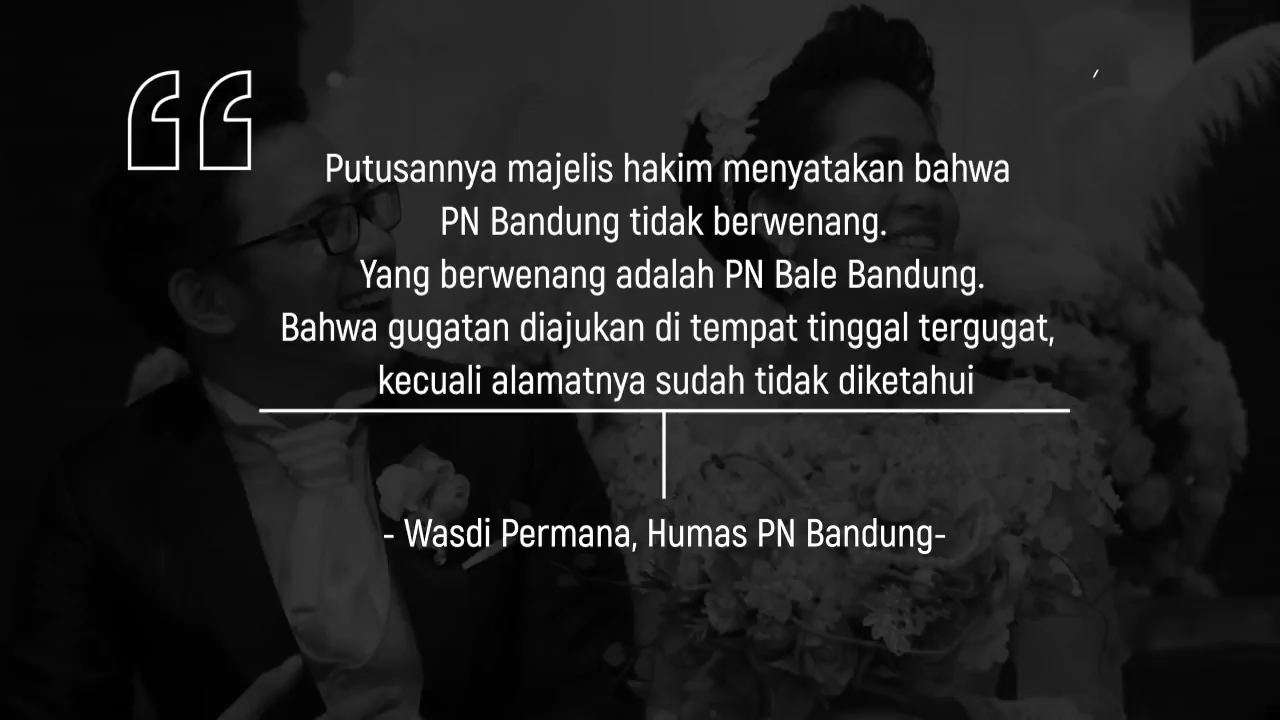 Putusannya majelis hakim menyatakan bahwa
PN Bandung tidak berwenang.
Yang berwenang adalah PN Bale Bandung.
Bahwa gugatan diajukan di tempat tinggal tergugat,
kecuali alamatnya sudah tidak diketahui
- Wasdi Permana, Humas PN Bandung-